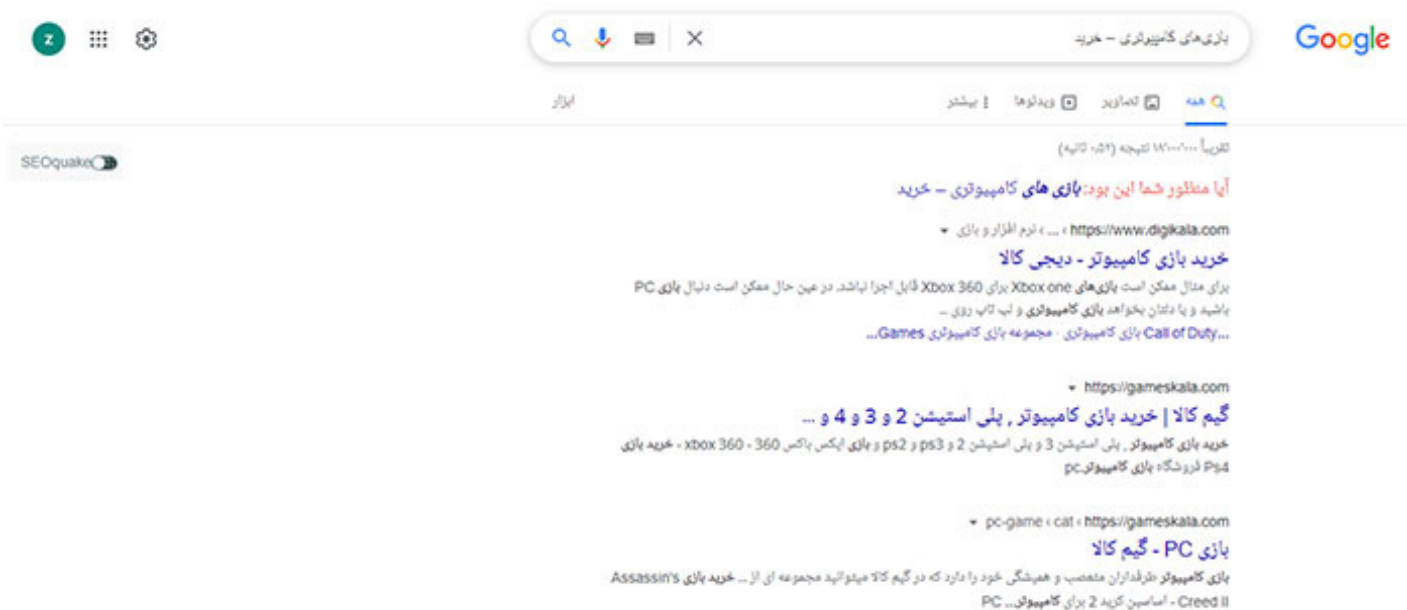 Google
بازی‌های کامپیوتری – خرید
Z
همه تصاویر ویدئوها بیشتر ابزار
SEOquake
آیا منظور شما این بود: بازی های کامپیوتری – خرید
https://www.digikala.com › ... › نرم افزار و بازی
خرید بازی کامپیوتر - دیجی کالا
برای مثال ممکن است بازی‌های Xbox one برای Xbox 360 قابل اجرا نباشد. در عین حال ممکن است دنبال بازی PC
باشید و یا دلتان بخواهد بازی کامپیوتری و لپ تاپ روی ...
...Call of Duty بازی کامپیوتری · مجموعه بازی کامپیوتری Games...
https://gameskala.com
گیم کالا | خرید بازی کامپیوتر , پلی استیشن 2 و 3 و 4 و ...
خرید بازی کامپیوتر , پلی استیشن 3 و پلی استیشن 2 و ps3 و ps2 و بازی ایکس باکس 360 - xbox 360 - خرید بازی
Ps4 فروشگاه بازی کامپیوتر.pc
https://gameskala.com › cat › pc-game
بازی PC - گیم کالا
بازی کامپیوتر طرفداران متعصب و همیشگی خود را دارد که در گیم کالا میتوانید مجموعه ای از ... خرید بازی Assassin's
Creed II - اساسین کرید 2 برای کامپیوتر... PC